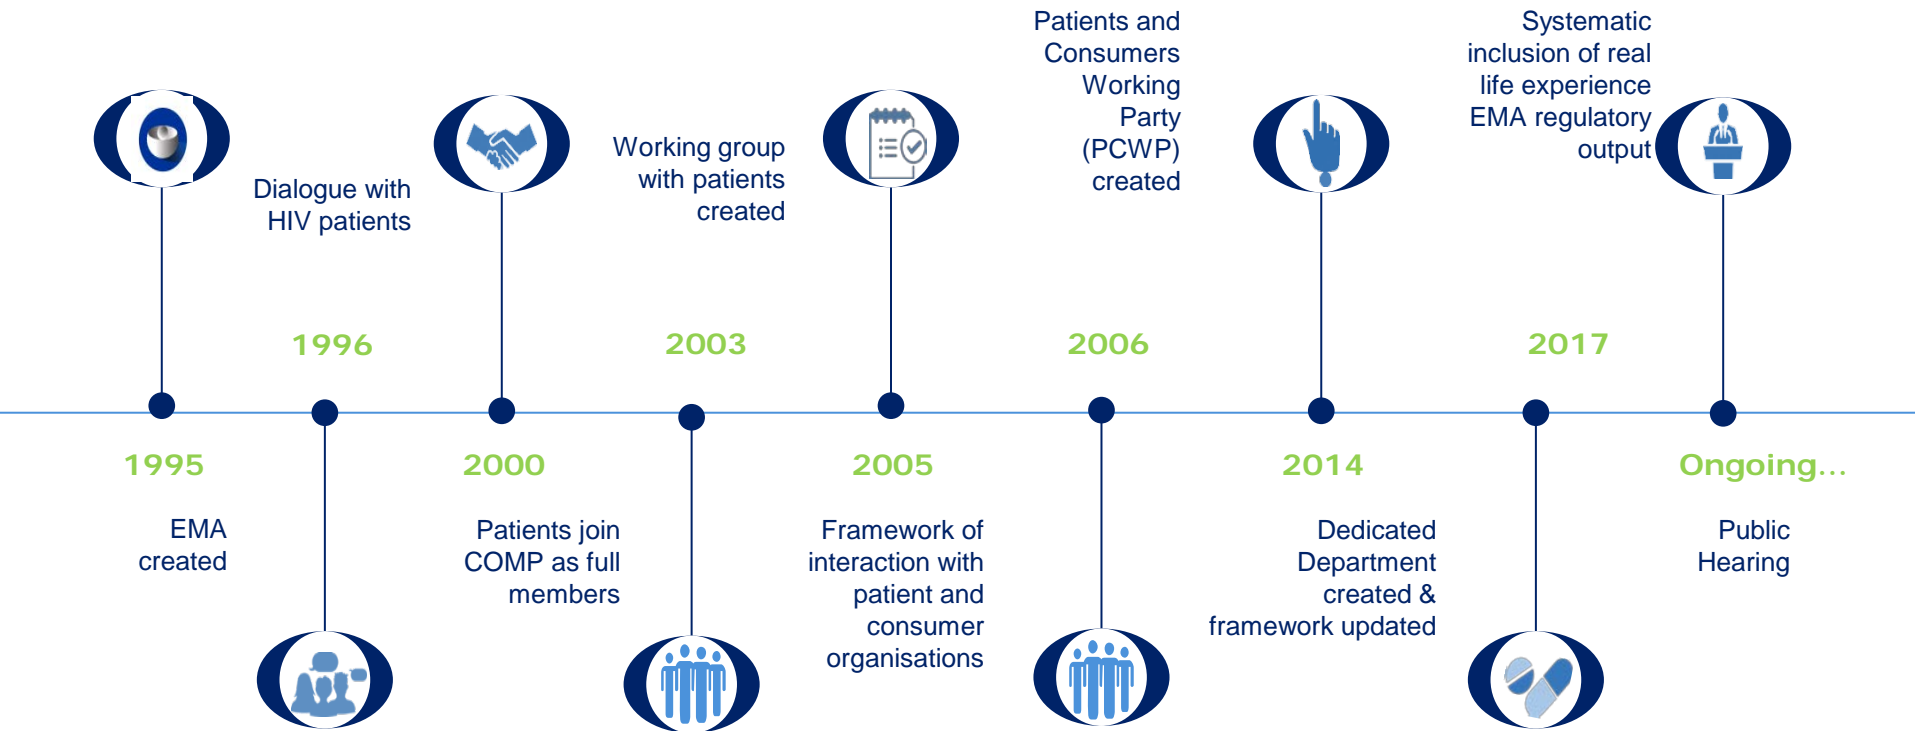 1995
EMA
created
Dialogue with
HIV patients
1996
2000
Patients join
COMP as full
members
Working group
with patients
created
2003
2005
Framework of
interaction with
patient and
consumer
organisations
Patients and
Consumers
Working
Party
(PCWP)
created
2006
2014
Dedicated
Department
created &
framework updated
Systematic
inclusion of real
life experience
EMA regulatory
output
2017
Ongoing...
Public
Hearing